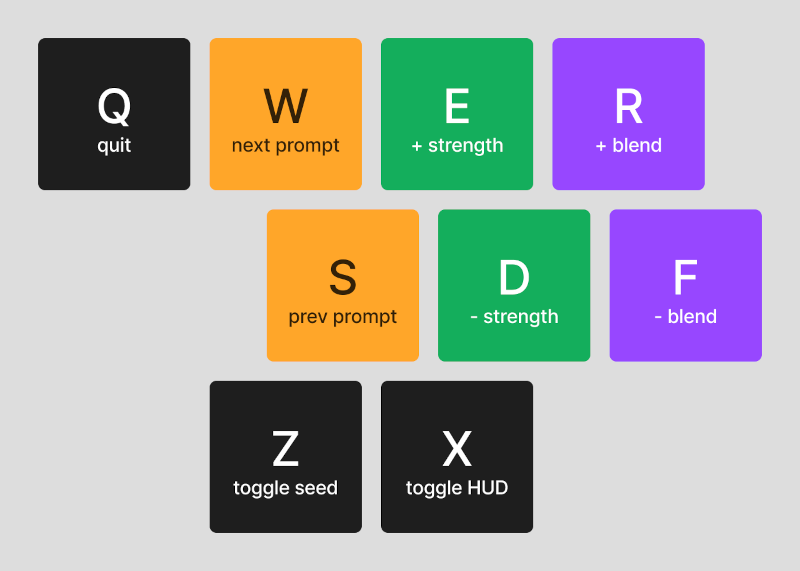 Q
quit
W
next prompt
E
+ strength
R
+ blend
S
prev prompt
D
- strength
F
- blend
Z
toggle seed
X
toggle HUD